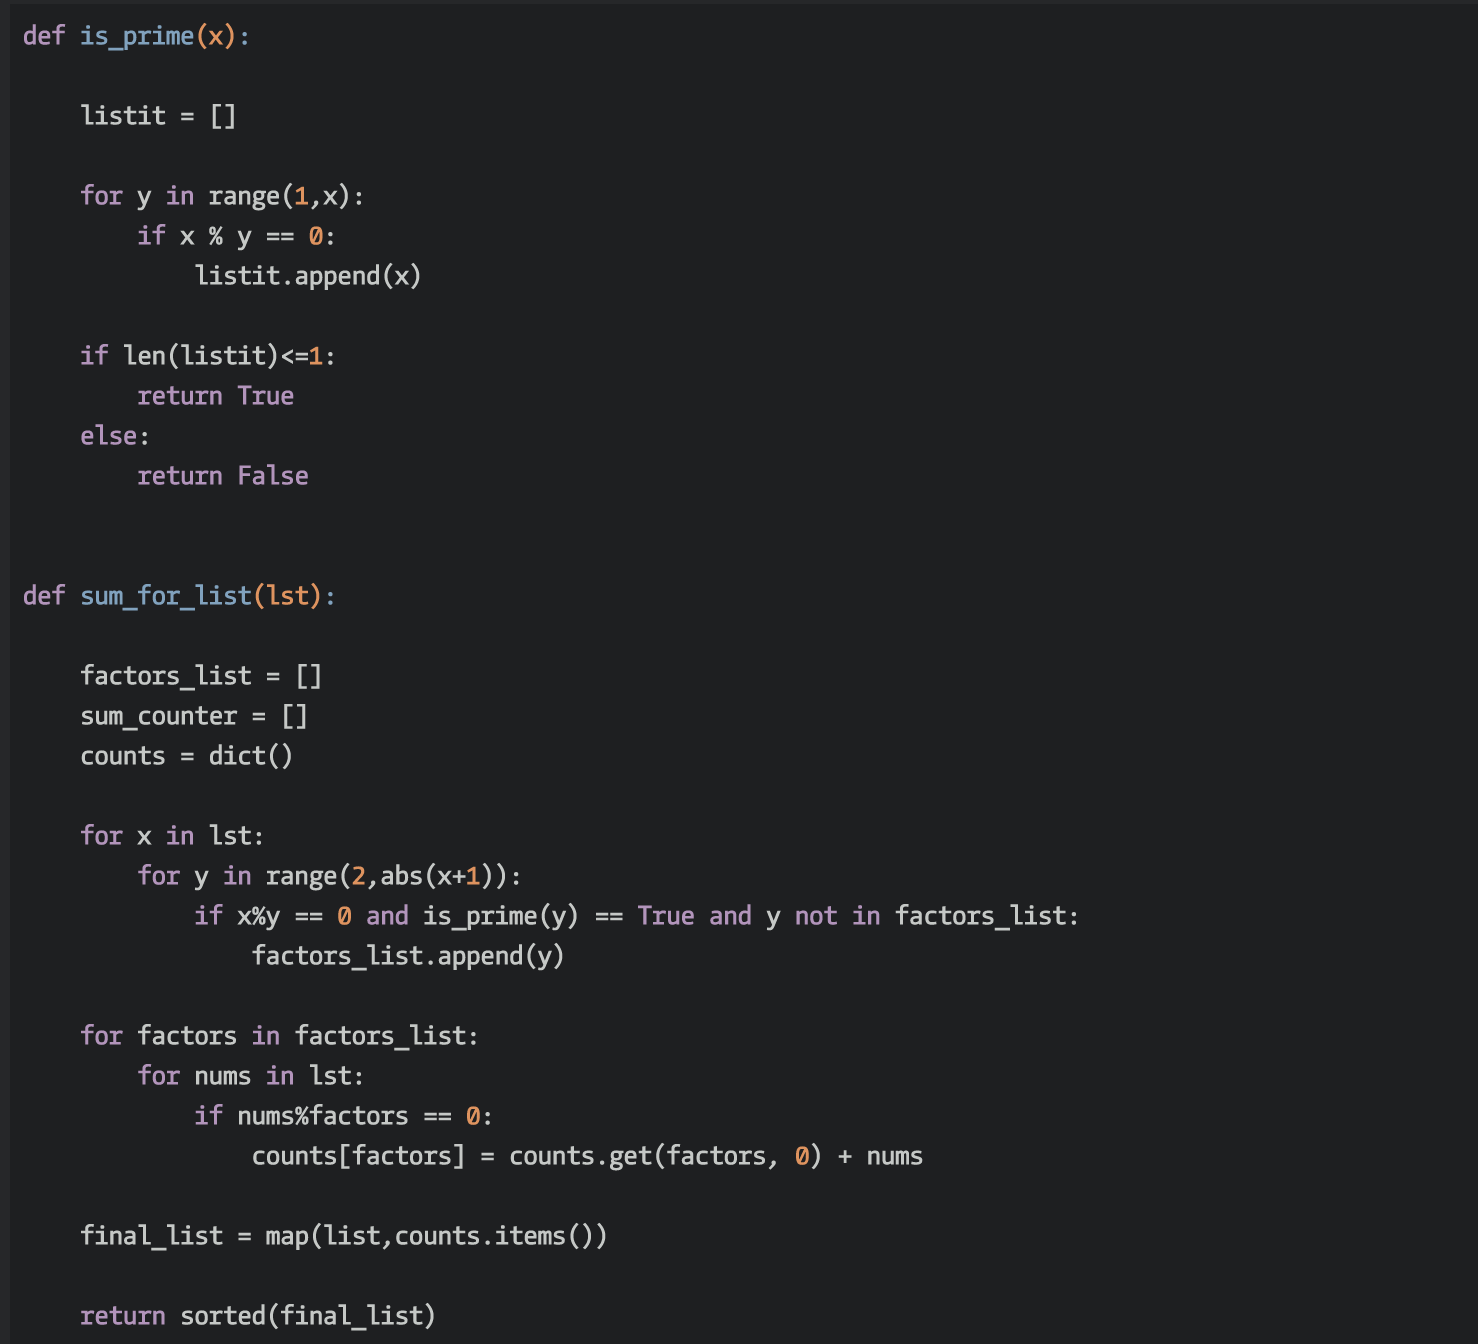 def is_prime(x):
    listit = []
    for y in range(1,x):
        if x % y == 0:
            listit.append(x)
    if len(listit)<=1:
        return True
    else:
        return False
def sum_for_list(lst):
    factors_list = []
    sum_counter = []
    counts = dict()
    for x in lst:
        for y in range(2,abs(x+1)):
            if x%y == 0 and is_prime(y) == True and y not in factors_list:
                factors_list.append(y)
    for factors in factors_list:
        for nums in lst:
            if nums%factors == 0:
                counts[factors] = counts.get(factors, 0) + nums
    final_list = map(list,counts.items())
    return sorted(final_list)